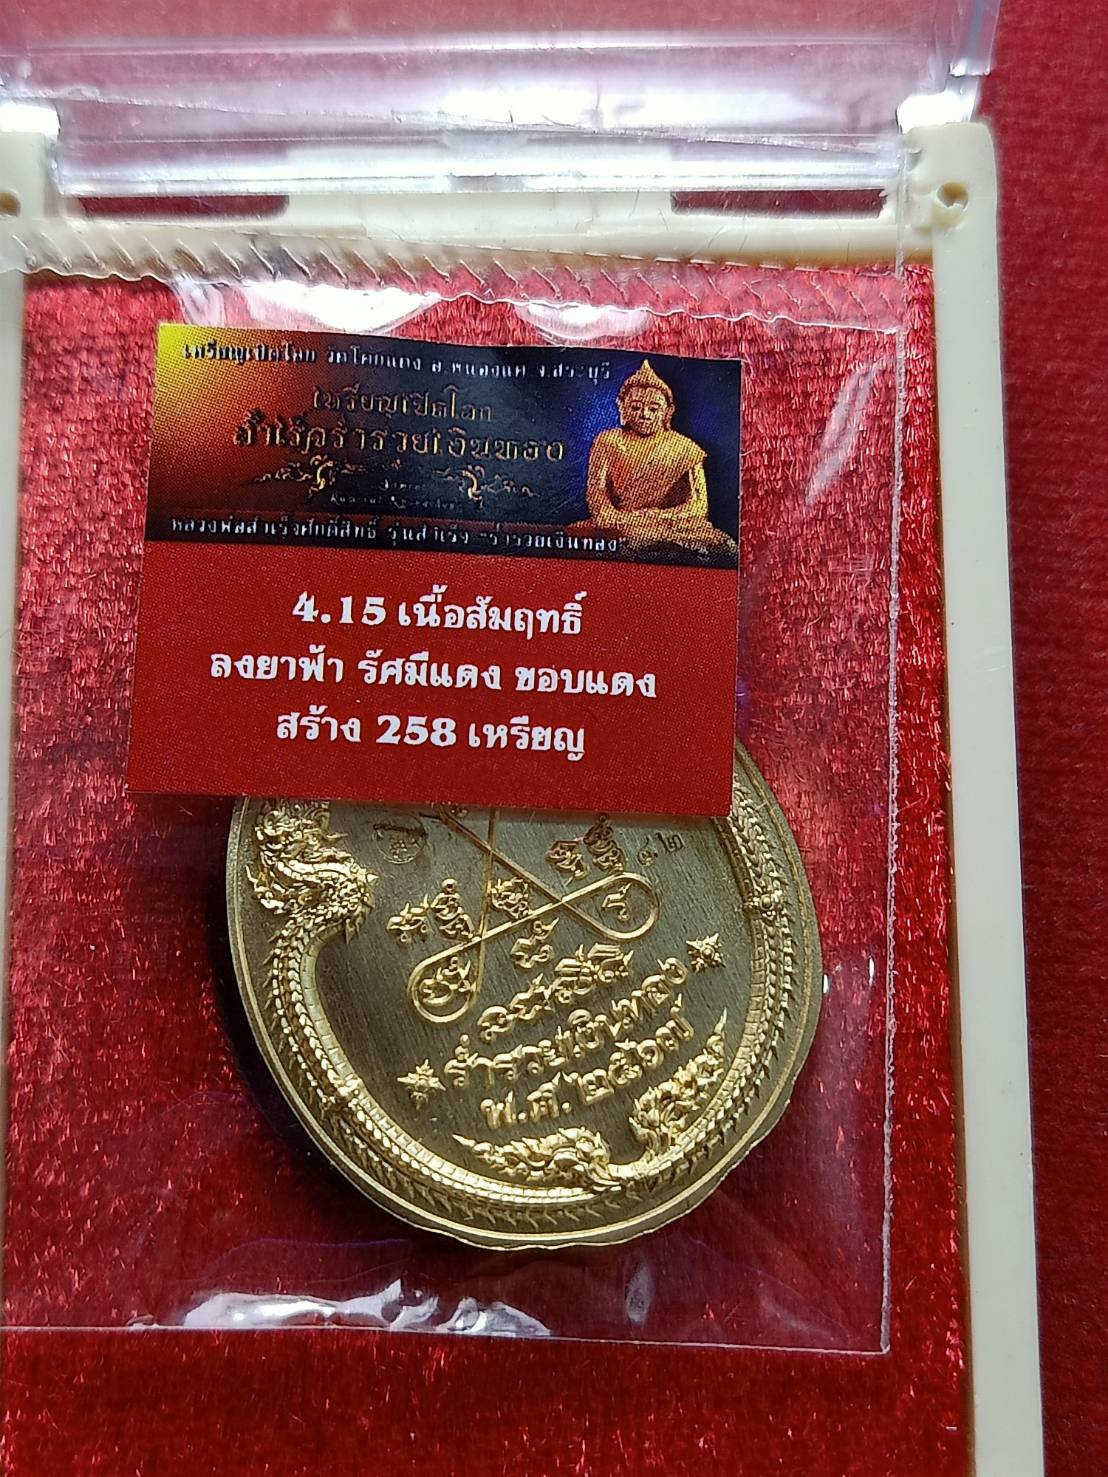 เหรียญเปิดโลก วัดโคกแดง อ.หนองแค จ.สระบุรี
เหรียญเปิดโลก
สำเร็จร่ำรวยเงินทอง
หลวงพ่อสำเร็จศักดิ์สิทธิ์ รุ่นสำเร็จ "ร่ำรวยเงินทอง"
4.15 เนื้อสัมฤทธิ์
ลงยาฟ้า รัศมีแดง ขอบแดง
สร้าง 258 เหรียญ
ร่ำรวยเงินทอง
พ.ศ.๒๕๖๗